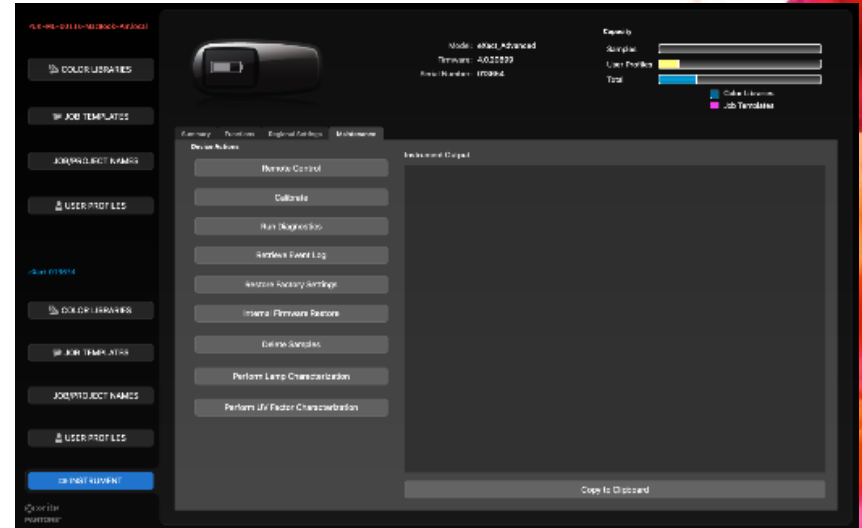 COLOR LIBRARIES
JOB TEMPLATES
JOB/PROJECT NAMES
USER PROFILES
COLOR LIBRARIES
JOB TEMPLATES
JOB/PROJECT NAMES
USER PROFILES
INSTRUMENT
x-rite
PANTONE
Model: eXact_Advanced
Firmware:
Serial Number:
Capacity
Samples
User Profiles
Total
Color Libraries
Job Templates
Summary Functions Regional Settings Maintenance
Device Actions
Remote Control
Calibrate
Run Diagnostics
Retrieve Event Log
Restore Factory Settings
Internal Firmware Restore
Delete Samples
Perform Lamp Characterization
Perform UV Factor Characterization
Instrument Output
Copy to Clipboard